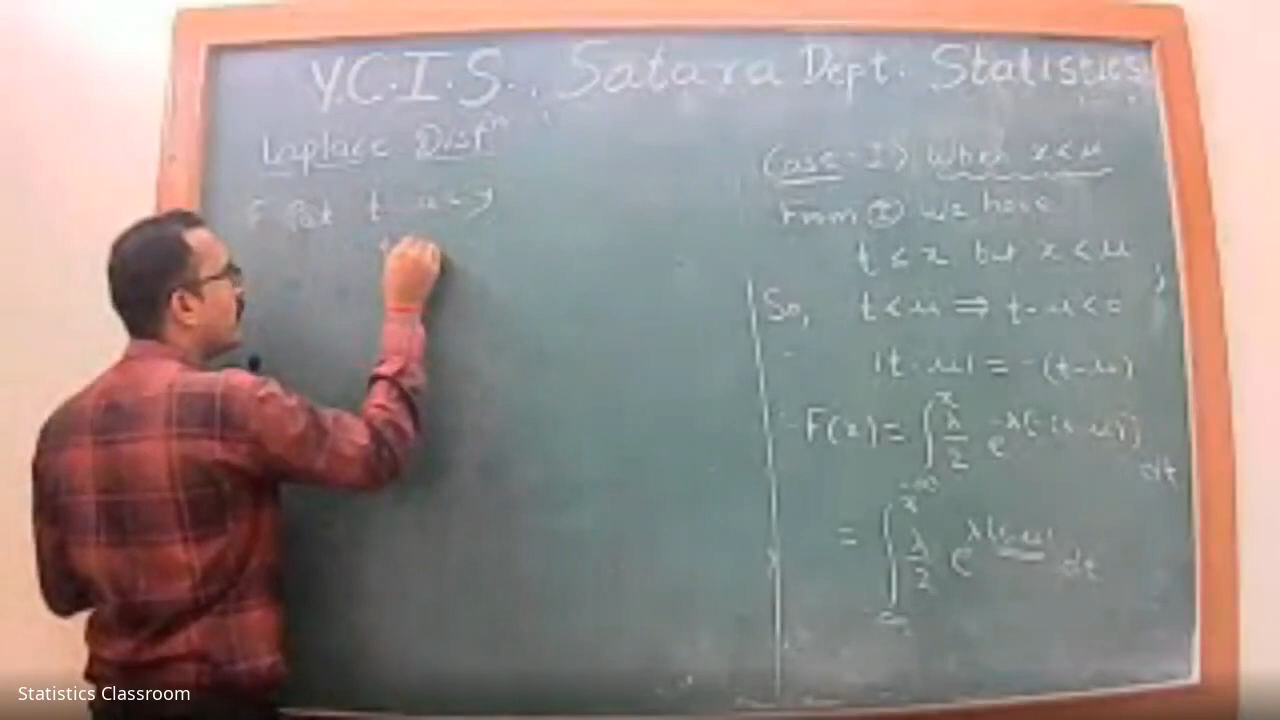 Y.C.I.S., Satara Dept. Statistics
Laplace Distⁿ
Put t-μ=y
Case-I) When x<μ
From ① we have
t ≤ x but x < μ
So, t<μ ⇒ t-μ<0
|t-μ| = -(t-μ)
F(x) = ∫_{-∞}^{x} λ/2 e^{-λ[-(t-μ)]} dt
= ∫_{-∞}^{x} λ/2 e^{λ(t-μ)} dt
Statistics Classroom